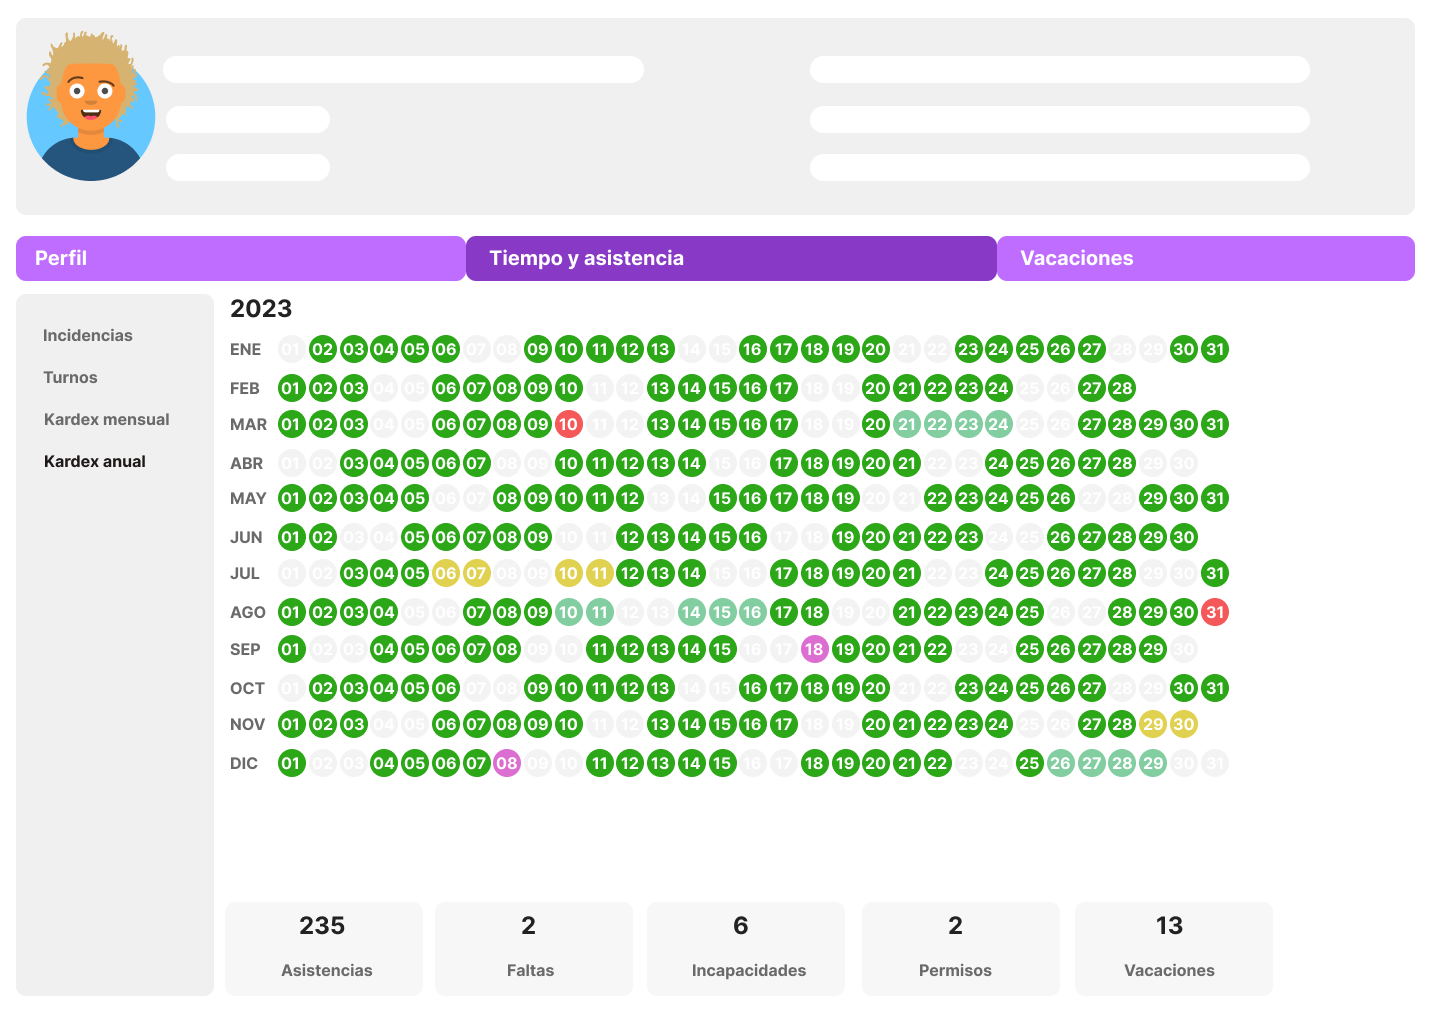 Perfil Tiempo y asistencia Vacaciones
2023
Incidencias
Turnos
Kardex mensual
Kardex anual
ENE 01 02 03 04 05 06 07 08 09 10 11 12 13 14 15 16 17 18 19 20 21 22 23 24 25 26 27 28 29 30 31
FEB 01 02 03 04 05 06 07 08 09 10 11 12 13 14 15 16 17 18 19 20 21 22 23 24 25 26 27 28
MAR 01 02 03 04 05 06 07 08 09 10 11 12 13 14 15 16 17 18 19 20 21 22 23 24 25 26 27 28 29 30 31
ABR 01 02 03 04 05 06 07 08 09 10 11 12 13 14 15 16 17 18 19 20 21 22 23 24 25 26 27 28 29 30
MAY 01 02 03 04 05 06 07 08 09 10 11 12 13 14 15 16 17 18 19 20 21 22 23 24 25 26 27 28 29 30 31
JUN 01 02 03 04 05 06 07 08 09 10 11 12 13 14 15 16 17 18 19 20 21 22 23 24 25 26 27 28 29 30
JUL 01 02 03 04 05 06 07 08 09 10 11 12 13 14 15 16 17 18 19 20 21 22 23 24 25 26 27 28 29 30 31
AGO 01 02 03 04 05 06 07 08 09 10 11 12 13 14 15 16 17 18 19 20 21 22 23 24 25 26 27 28 29 30 31
SEP 01 02 03 04 05 06 07 08 09 10 11 12 13 14 15 16 17 18 19 20 21 22 23 24 25 26 27 28 29 30
OCT 01 02 03 04 05 06 07 08 09 10 11 12 13 14 15 16 17 18 19 20 21 22 23 24 25 26 27 28 29 30 31
NOV 01 02 03 04 05 06 07 08 09 10 11 12 13 14 15 16 17 18 19 20 21 22 23 24 25 26 27 28 29 30
DIC 01 02 03 04 05 06 07 08 09 10 11 12 13 14 15 16 17 18 19 20 21 22 23 24 25 26 27 28 29 30 31
235 2 6 2 13
Asistencias Faltas Incapacidades Permisos Vacaciones